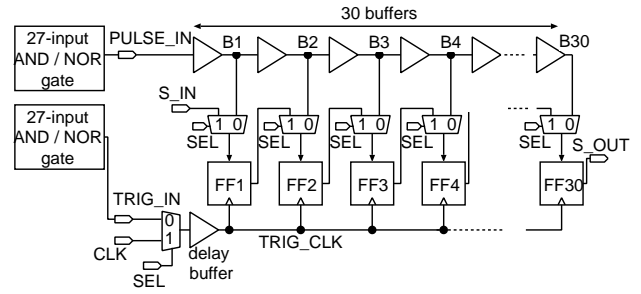 30 buffers
27-input
AND / NOR
gate
PULSE_IN
B1
B2
B3
B4
B30
S_IN
27-input
AND / NOR
gate
1 0
1 0
1 0
1 0
1 0
SEL
SEL
SEL
SEL
SEL
S_OUT
FF1
FF2
FF3
FF4
FF30
TRIG_IN
0
1
CLK
SEL
delay
buffer
TRIG_CLK